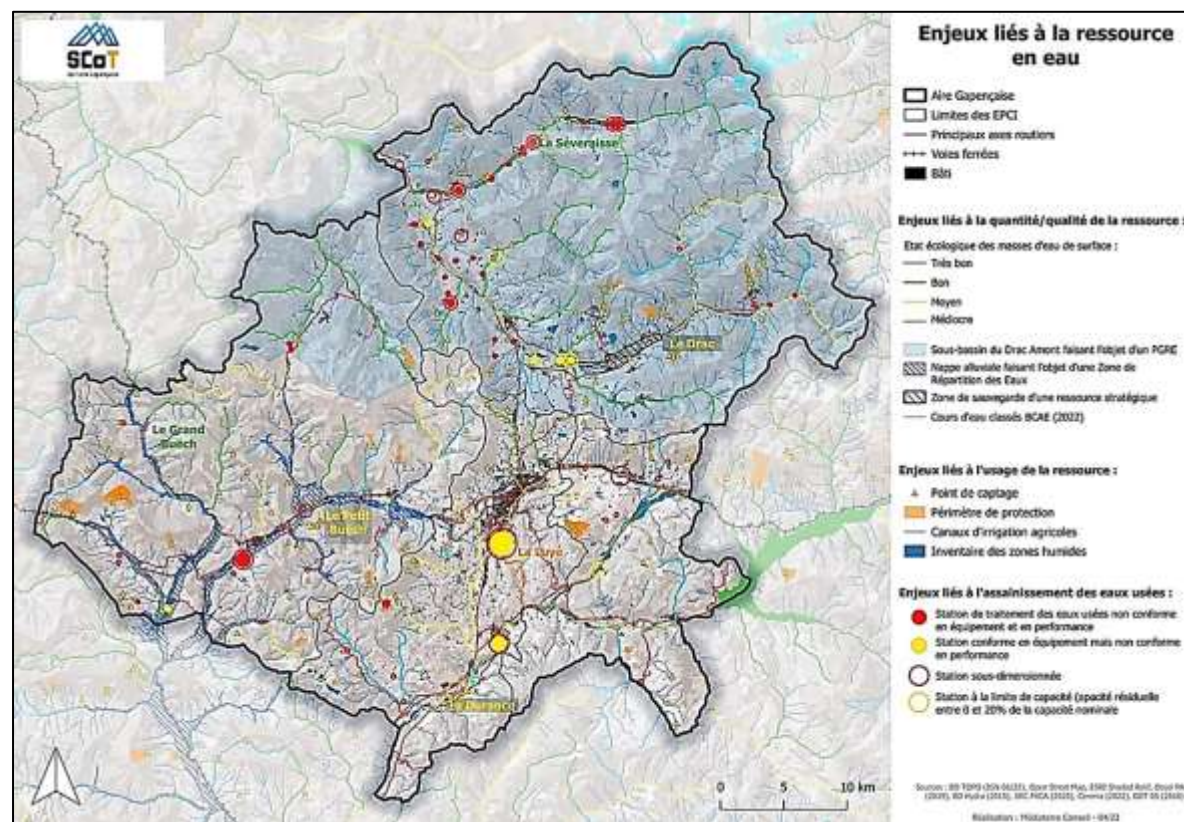 SCoT
Enjeux liés à la ressource
en eau
Aire Gapençaise
Limites des EPCI
Principaux axes routiers
Voies ferrées
Bâti
Enjeux liés à la quantité/qualité de la ressource :
Etat écologique des masses d'eau de surface :
Très bon
Bon
Moyen
Médiocre
Sous-bassin du Drac Amont faisant l'objet d'un PGRE
Nappe alluviale faisant l'objet d'une Zone de
Répartition des Eaux
Zone de sauvegarde d'une ressource stratégique
Cours d'eau classés BCAE (2022)
Enjeux liés à l'usage de la ressource :
Point de captage
Périmètre de protection
Canaux d'irrigation agricoles
Inventaire des zones humides
Enjeux liés à l'assainissement des eaux usées :
Station de traitement des eaux usées non conforme
en équipement et en performance
Station conforme en équipement mais non conforme
en performance
Station sous-dimensionnée
Station à la limite de capacité (capacité résiduelle
entre 0 et 20% de la capacité nominale
La Séveraisse
Le Drac
Le Grand
Buëch
Le Petit
Buëch
La Luye
La Durance
0 5 10 km